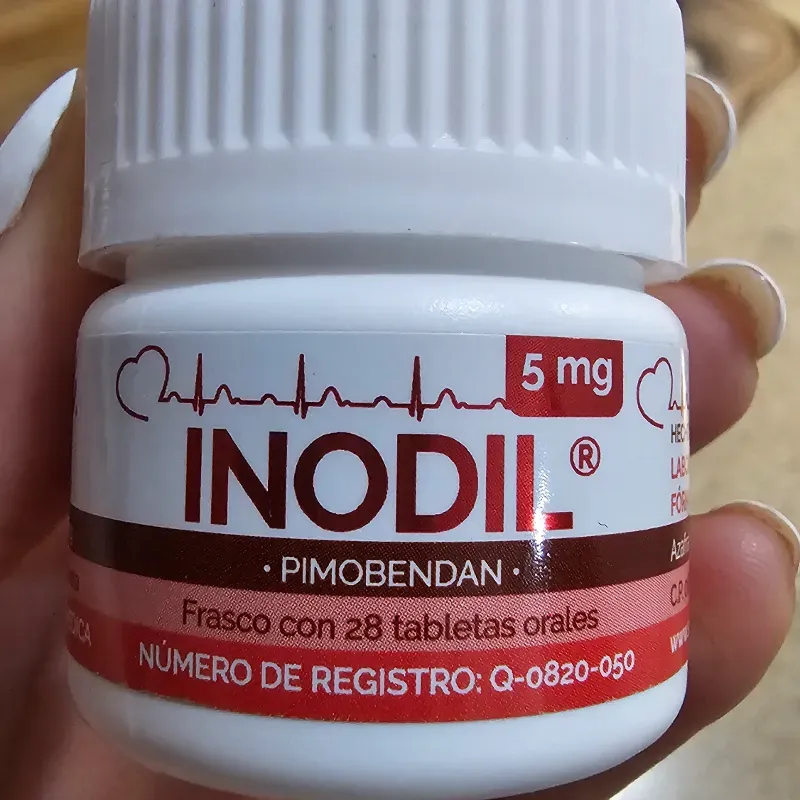 5 mg
INODIL®
· PIMOBENDAN ·
Frasco con 28 tabletas orales
NÚMERO DE REGISTRO: Q-0820-050